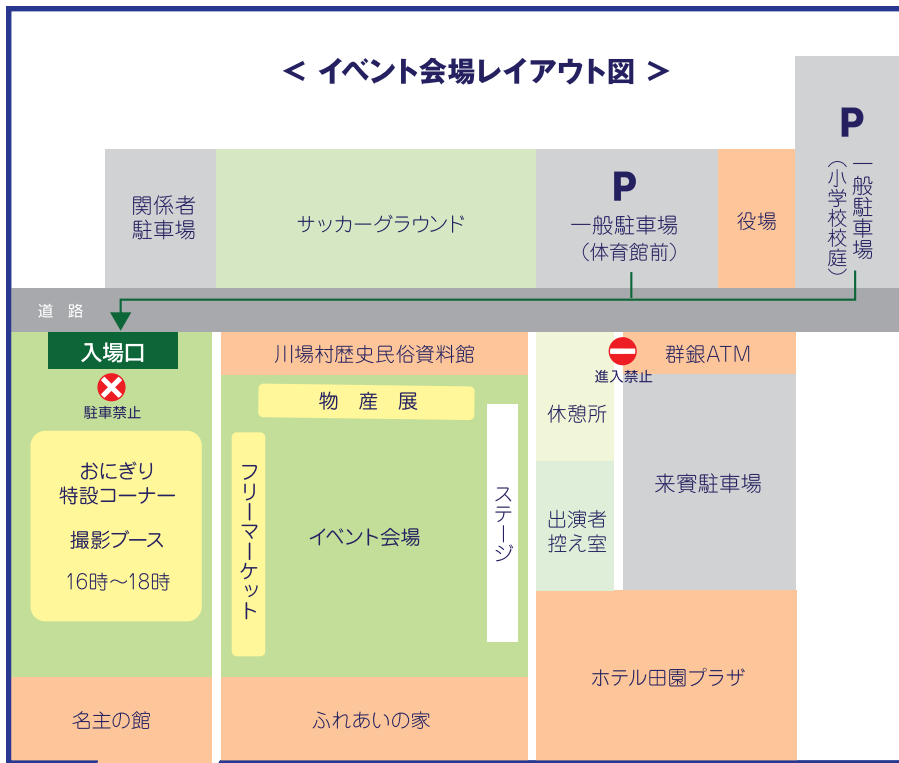 < イベント会場レイアウト図 >
P
一般駐車場
（小学校校庭）
関係者
駐車場
サッカーグラウンド
P
一般駐車場
（体育館前）
役場
道 路
入場口
駐車禁止
おにぎり
特設コーナー
撮影ブース
16時～18時
名主の館
川場村歴史民俗資料館
物 産 展
フリーマーケット
イベント会場
ステージ
ふれあいの家
進入禁止
群銀ATM
休憩所
出演者
控え室
来賓駐車場
ホテル田園プラザ